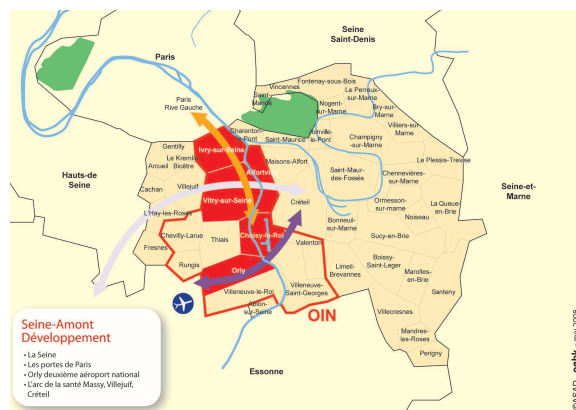 Seine
Saint-Denis
Paris
Fontenay-sous-Bois
Vincennes
Le Perreux
-sur-Marne
Saint-
Mandé
Paris
Rive Gauche
Nogent
-sur-Marne
Bry-sur
-Marne
Villiers-sur
Marne
Charenton-
le-Pont
Joinville
-le-Pont
Saint-Maurice
Champigny
-sur-Marne
Gentilly
Ivry-sur-Seine
Le Kremlin
Bicêtre
Arcueil
Maisons-Alfort
Le Plessis-Trevise
Alfortville
Saint-Maur-
des-Fossés
Chennevières-
sur-Marne
Hauts-de
Seine
Cachan
Villejuif
Créteil
Seine-et-
Marne
Vitry-sur-Seine
Ormesson-
sur-marne
La Queue-
en-Brie
Noiseau
L'Hay-les-Roses
Bonneuil-
sur-Marne
Chevilly-Larue
Thiais
Choisy-le-Roi
Sucy-en-Brie
Fresnes
Valenton
Rungis
Orly
Limeil-
Brevannes
Boissy-
Saint-Leger
Marolles-
en-Brie
Santeny
Villeneuve-le-Roi
Villeneuve-
Saint-Georges
Ablon-
sur-Seine
OIN
Villecresnes
Mandres-
les-Roses
Perigny
Essonne
Seine-Amont
Développement
• La Seine
• Les portes de Paris
• Orly deuxième aéroport national
• L'arc de la santé Massy, Villejuif,
Créteil
mai 2008